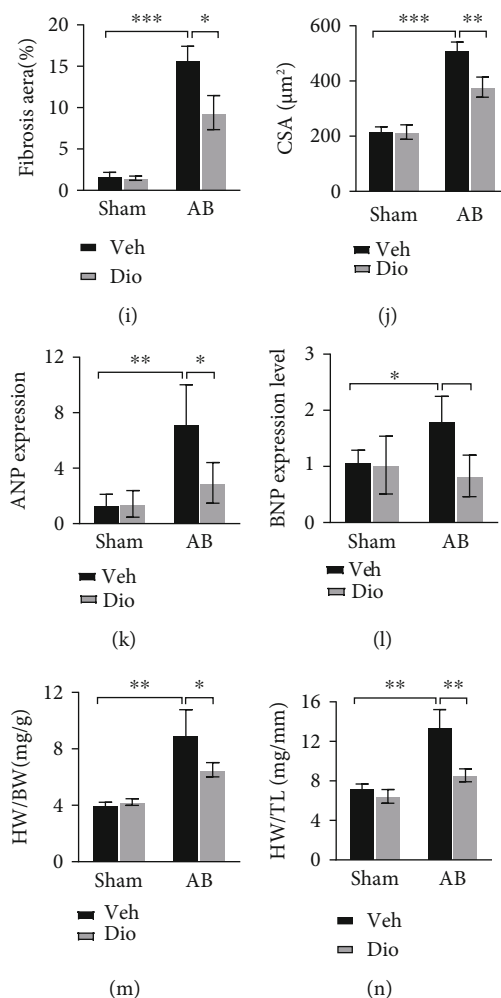 *** *
20
15
10
5
0
Fibrosis aera(%)
Sham AB
Veh
Dio
(i)
*** **
600
400
200
0
CSA (μm²)
Sham AB
Veh
Dio
(j)
** *
12
9
6
3
0
ANP expression
Sham AB
Veh
Dio
(k)
*
3
2
1
0
BNP expression level
Sham AB
Veh
Dio
(l)
** *
12
8
4
0
HW/BW(mg/g)
Sham AB
Veh
Dio
(m)
** **
16
12
8
4
0
HW/TL (mg/mm)
Sham AB
Veh
Dio
(n)